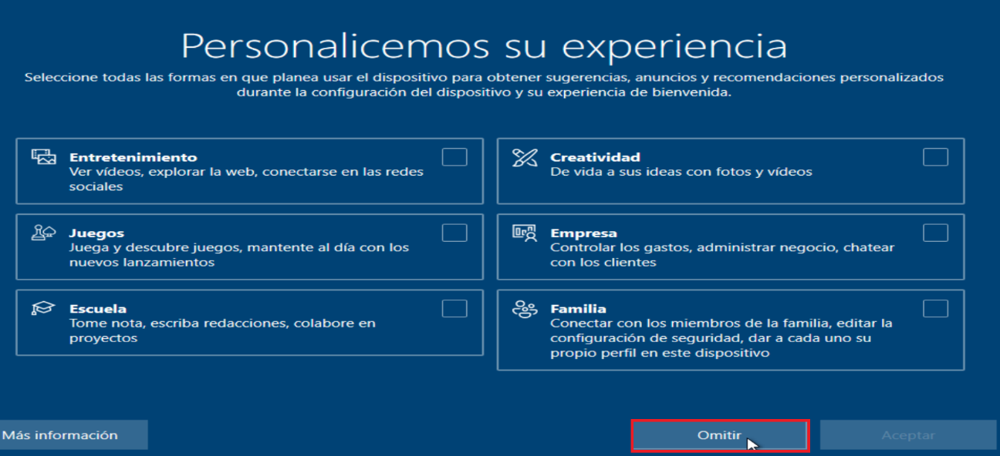 Personalicemos su experiencia
Seleccione todas las formas en que planea usar el dispositivo para obtener sugerencias, anuncios y recomendaciones personalizados
durante la configuración del dispositivo y su experiencia de bienvenida.
Entretenimiento
Ver vídeos, explorar la web, conectarse en las redes
sociales
Creatividad
De vida a sus ideas con fotos y vídeos
Juegos
Juega y descubre juegos, mantente al día con los
nuevos lanzamientos
Empresa
Controlar los gastos, administrar negocio, chatear
con los clientes
Escuela
Tome nota, escriba redacciones, colabore en
proyectos
Familia
Conectar con los miembros de la familia, editar la
configuración de seguridad, dar a cada uno su
propio perfil en este dispositivo
Más información
Omitir
Aceptar